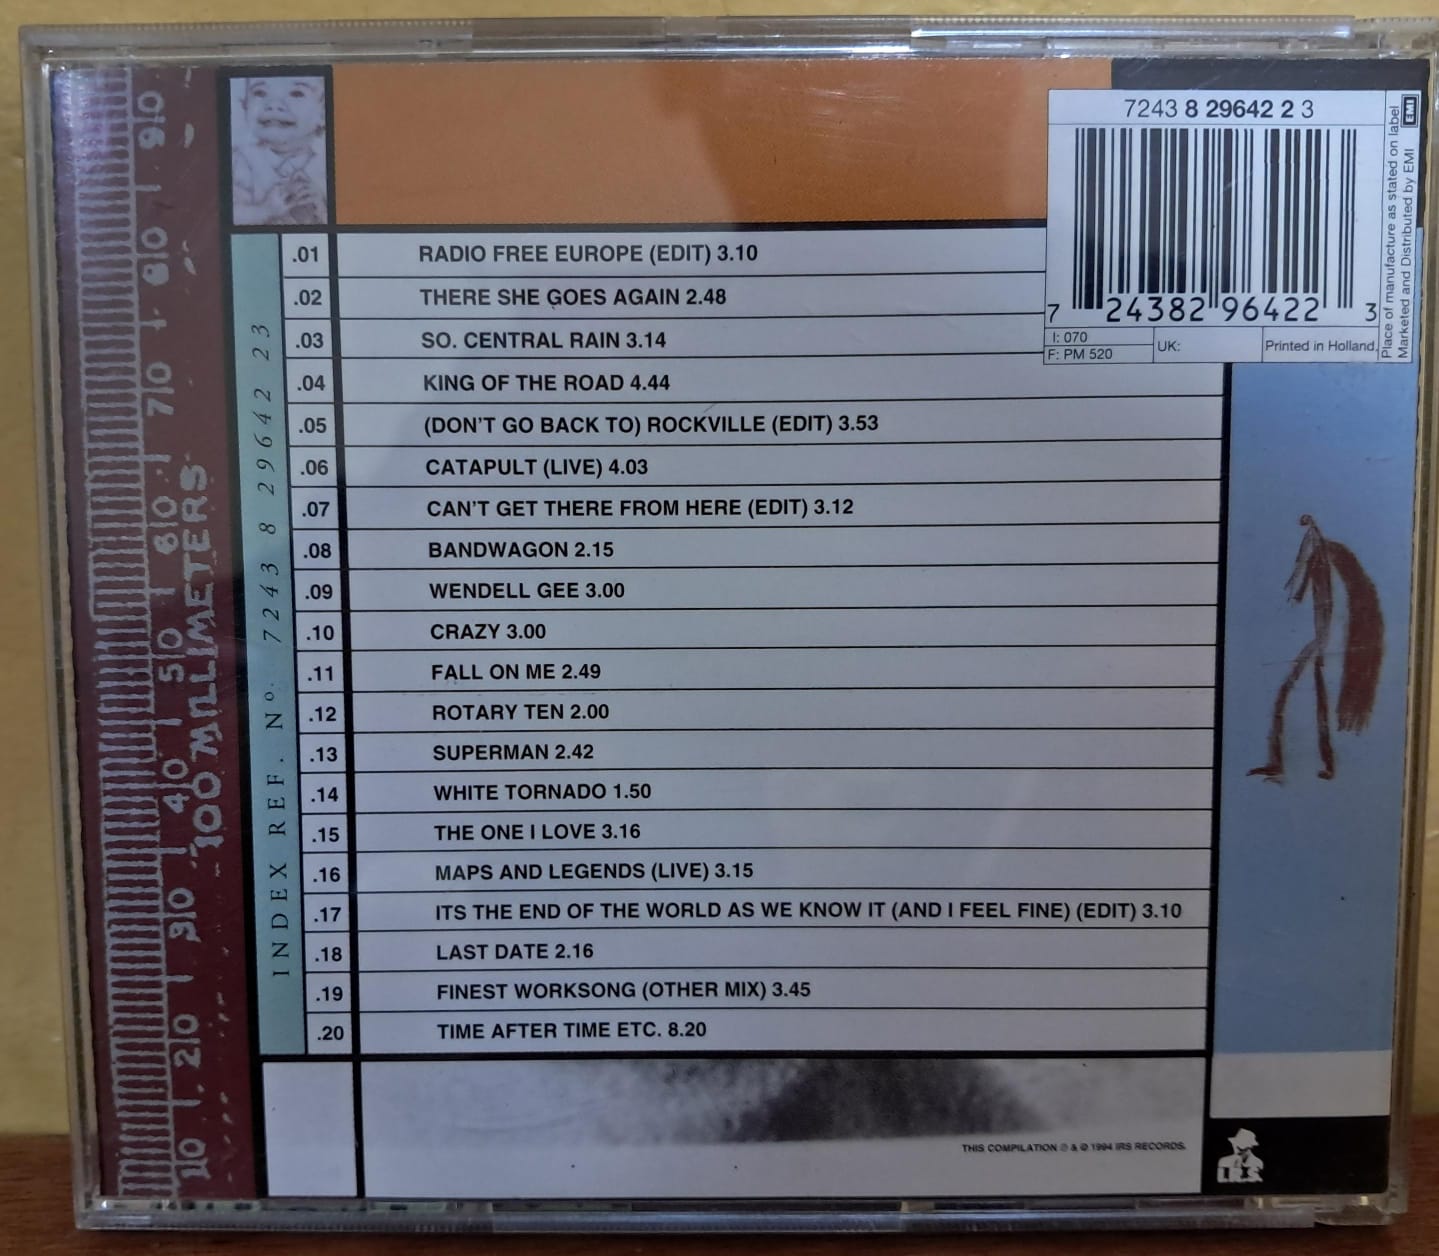 7243 8 29642 2 3
7 24382 96422 3
I: 070
F: PM 520
UK:
Printed in Holland.
Place of manufacture as stated on label
Marketed and Distributed by EMI
EMI
.01 RADIO FREE EUROPE (EDIT) 3.10
.02 THERE SHE GOES AGAIN 2.48
.03 SO. CENTRAL RAIN 3.14
.04 KING OF THE ROAD 4.44
.05 (DON'T GO BACK TO) ROCKVILLE (EDIT) 3.53
.06 CATAPULT (LIVE) 4.03
.07 CAN'T GET THERE FROM HERE (EDIT) 3.12
.08 BANDWAGON 2.15
.09 WENDELL GEE 3.00
.10 CRAZY 3.00
.11 FALL ON ME 2.49
.12 ROTARY TEN 2.00
.13 SUPERMAN 2.42
.14 WHITE TORNADO 1.50
.15 THE ONE I LOVE 3.16
.16 MAPS AND LEGENDS (LIVE) 3.15
.17 ITS THE END OF THE WORLD AS WE KNOW IT (AND I FEEL FINE) (EDIT) 3.10
.18 LAST DATE 2.16
.19 FINEST WORKSONG (OTHER MIX) 3.45
.20 TIME AFTER TIME ETC. 8.20
INDEX REF. Nº. 7243 8 29642 23
10 20 30 40 50 60 70 80 90
100 MILLIMETERS
THIS COMPILATION ℗ & © 1994 IRS RECORDS.
I.R.S.